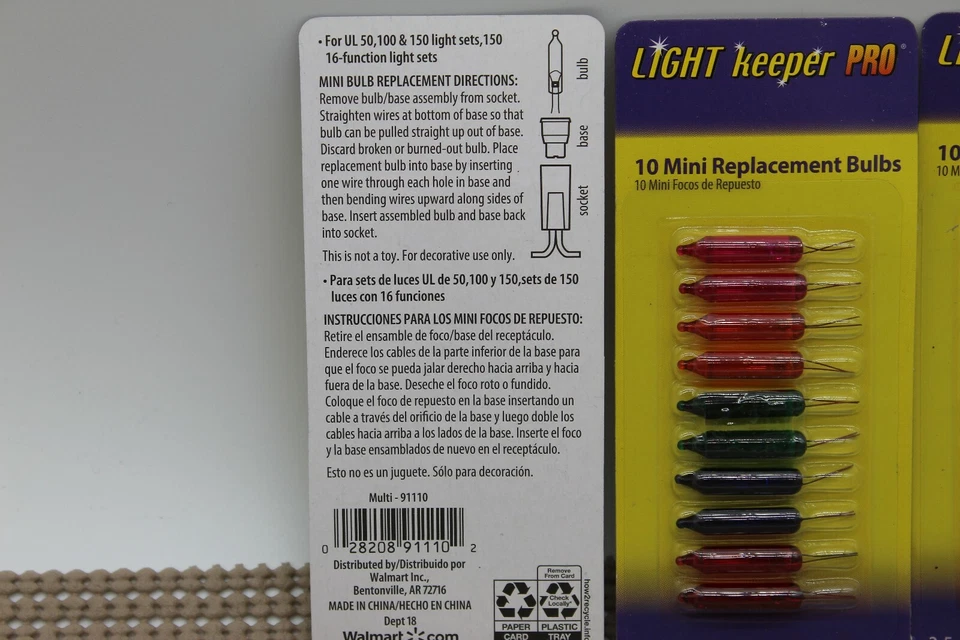 • For UL 50,100 & 150 light sets,150
16-function light sets
MINI BULB REPLACEMENT DIRECTIONS:
Remove bulb/base assembly from socket.
Straighten wires at bottom of base so that
bulb can be pulled straight up out of base.
Discard broken or burned-out bulb. Place
replacement bulb into base by inserting
one wire through each hole in base and
then bending wires upward along sides of
base. Insert assembled bulb and base back
into socket.
This is not a toy. For decorative use only.
bulb
base
socket
• Para sets de luces UL de 50,100 y 150,sets de 150
luces con 16 funciones
INSTRUCCIONES PARA LOS MINI FOCOS DE REPUESTO:
Retire el ensamble de foco/base del receptáculo.
Enderece los cables de la parte inferior de la base para
que el foco se pueda jalar derecho hacia arriba y hacia
fuera de la base. Deseche el foco roto o fundido.
Coloque el foco de repuesto en la base insertando un
cable a través del orificio de la base y luego doble los
cables hacia arriba a los lados de la base. Inserte el foco
y la base ensamblados de nuevo en el receptáculo.
Esto no es un juguete. Sólo para decoración.
Multi - 91110
0 28208 91110 2
Distributed by/Distribuido por
Walmart Inc.,
Bentonville, AR 72716
MADE IN CHINA/HECHO EN CHINA
Dept 18
Walmart com
Remove
From Card
Check
Locally*
PAPER PLASTIC
CARD TRAY
how2recycle.info
LIGHT keeper PRO®
10 Mini Replacement Bulbs
10 Mini Focos de Repuesto
10
10 M